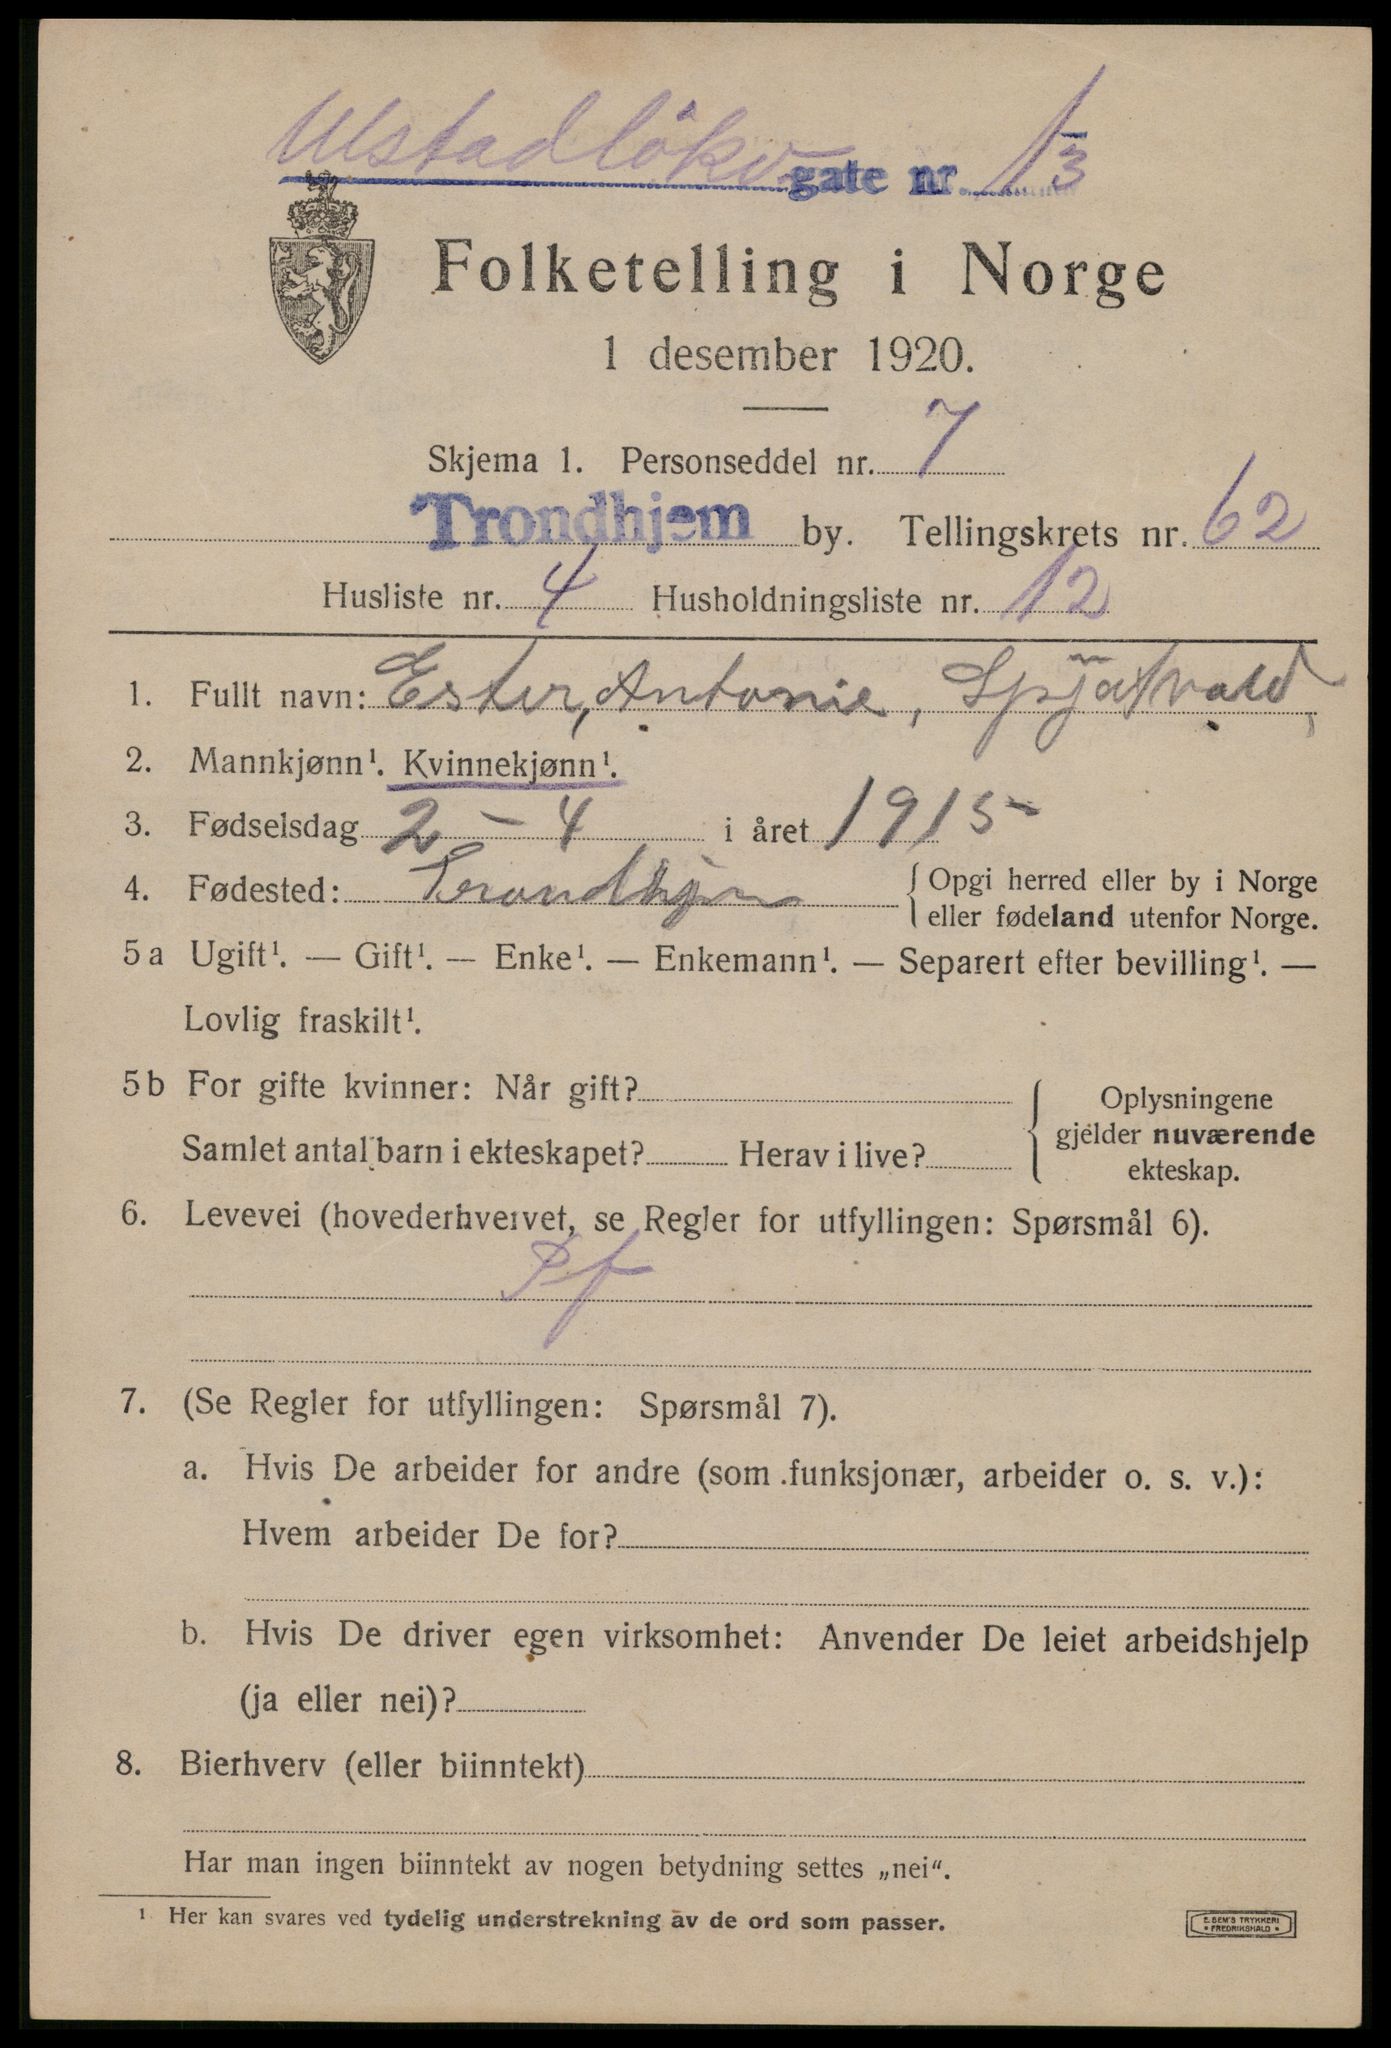 Ulstadløkv gate nr. 13
Folketelling i Norge
1 desember 1920.
Skjema 1. Personseddel nr. 7
Trondhjem by. Tellingskrets nr. 62
Husliste nr. 4 Husholdningsliste nr. 12
1. Fullt navn: Ester, Antonie, Spjøtvold,
2. Mannkjønn¹. Kvinnekjønn¹.
3. Fødselsdag 2 - 4 i året 1915
4. Fødested: Trondhjem { Opgi herred eller by i Norge
eller fødeland utenfor Norge.
5 a Ugift¹. — Gift¹. — Enke¹. — Enkemann¹. — Separert efter bevilling¹. —
Lovlig fraskilt¹.
5 b For gifte kvinner: Når gift?
Samlet antal barn i ekteskapet? Herav i live?
{ Oplysningene
gjelder nuværende
ekteskap.
6. Levevei (hovederhvervet, se Regler for utfyllingen: Spørsmål 6).
Pf
7. (Se Regler for utfyllingen: Spørsmål 7).
a. Hvis De arbeider for andre (som funksjonær, arbeider o. s. v.):
Hvem arbeider De for?
b. Hvis De driver egen virksomhet: Anvender De leiet arbeidshjelp
(ja eller nei)?
8. Bierhverv (eller biinntekt)
Har man ingen biinntekt av nogen betydning settes „nei“.
¹ Her kan svares ved tydelig understrekning av de ord som passer.
E. SEM'S TRYKKERI
• FREDRIKSHALD •